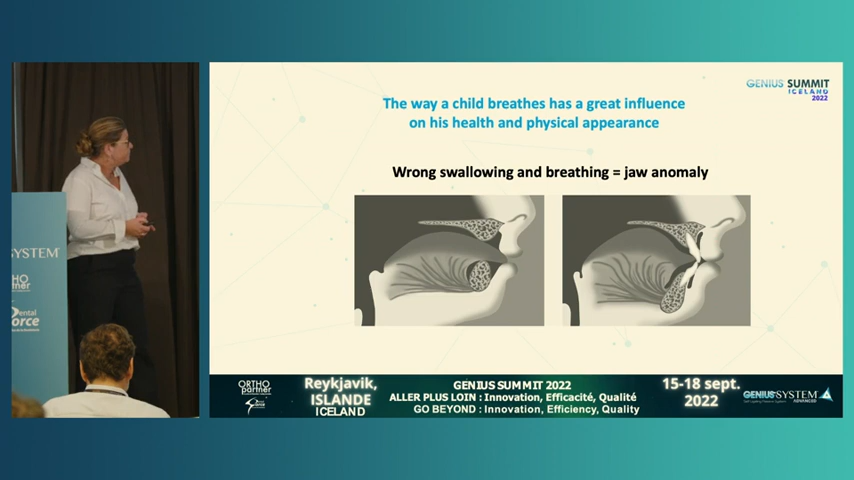 GENIUS SUMMIT
ICELAND
2022
The way a child breathes has a great influence
on his health and physical appearance
Wrong swallowing and breathing = jaw anomaly
SYSTEM
ORTHO
partner
Reykjavik,
ISLANDE
ICELAND
GENIUS SUMMIT 2022
ALLER PLUS LOIN : Innovation, Efficacité, Qualité
GO BEYOND : Innovation, Efficiency, Quality
15-18 sept.
2022
GENIUS SYSTEM
ADVANCED